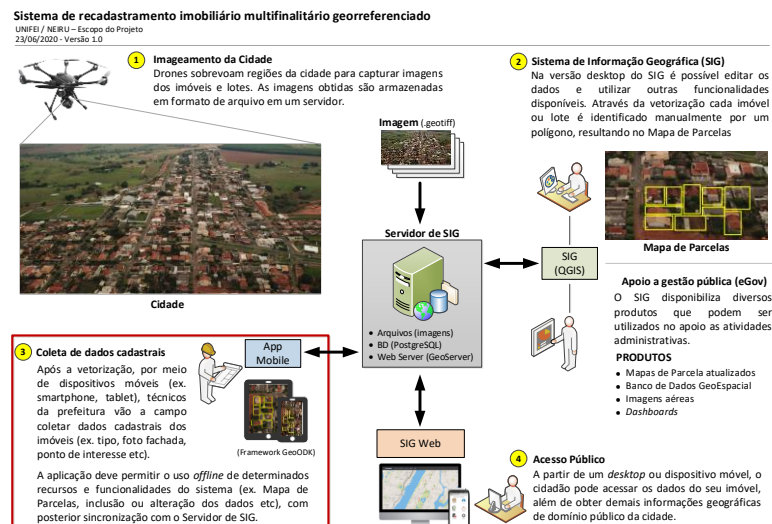 Sistema de recadastramento imobiliário multifinalitário georreferenciado
UNIFEI / NEIRU – Escopo do Projeto
23/06/2020 - Versão 1.0
1 Imageamento da Cidade
Drones sobrevoam regiões da cidade para capturar imagens
dos imóveis e lotes. As imagens obtidas são armazenadas
em formato de arquivo em um servidor.
Cidade
Imagem (.geotiff)
2 Sistema de Informação Geográfica (SIG)
Na versão desktop do SIG é possível editar os
dados e utilizar outras funcionalidades
disponíveis. Através da vetorização cada imóvel
ou lote é identificado manualmente por um
polígono, resultando no Mapa de Parcelas
Mapa de Parcelas
Servidor de SIG
• Arquivos (imagens)
• BD (PostgreSQL)
• Web Server (GeoServer)
SIG
(QGIS)
Apoio a gestão pública (eGov)
O SIG disponibiliza diversos
produtos que podem ser
utilizados no apoio as atividades
administrativas.
PRODUTOS
• Mapas de Parcela atualizados
• Banco de Dados GeoEspacial
• Imagens aéreas
• Dashboards
3 Coleta de dados cadastrais
Após a vetorização, por meio
de dispositivos móveis (ex.
smartphone, tablet), técnicos
da prefeitura vão a campo
coletar dados cadastrais dos
imóveis (ex. tipo, foto fachada,
ponto de interesse etc).
App
Mobile
(Framework GeoODK)
A aplicação deve permitir o uso offline de determinados
recursos e funcionalidades do sistema (ex. Mapa de
Parcelas, inclusão ou alteração dos dados etc), com
posterior sincronização com o Servidor de SIG.
SIG Web
4 Acesso Público
A partir de um desktop ou dispositivo móvel, o
cidadão pode acessar os dados do seu imóvel,
além de obter demais informações geográficas
de domínio público da cidade.